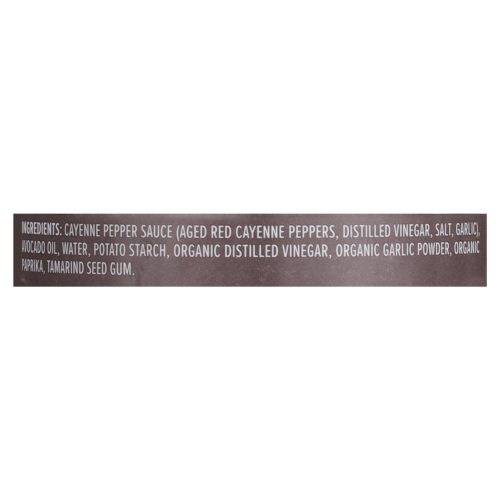 INGREDIENTS: CAYENNE PEPPER SAUCE (AGED RED CAYENNE PEPPERS, DISTILLED VINEGAR, SALT, GARLIC),
AVOCADO OIL, WATER, POTATO STARCH, ORGANIC DISTILLED VINEGAR, ORGANIC GARLIC POWDER, ORGANIC
PAPRIKA, TAMARIND SEED GUM.